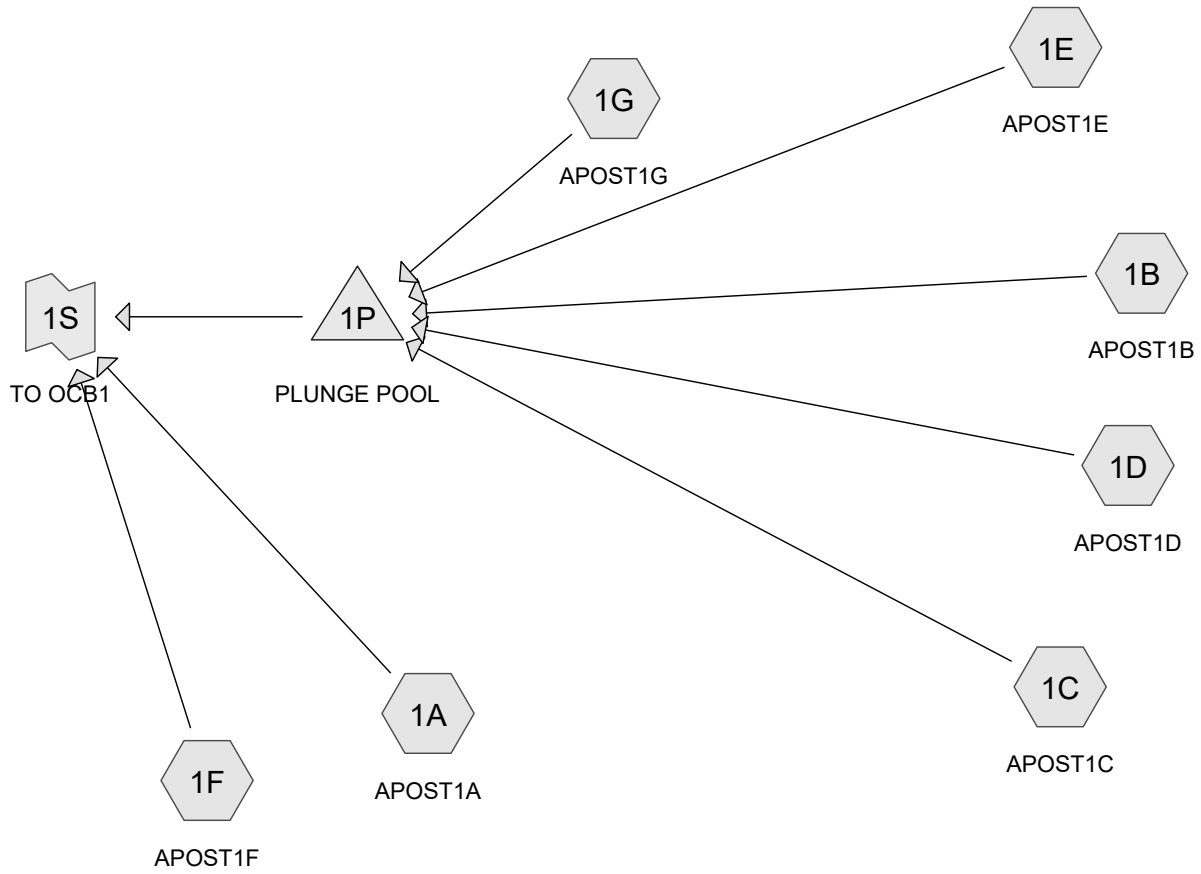 1E
APOST1E
1G
APOST1G
1B
APOST1B
1S
TO OCB1
1P
PLUNGE POOL
1D
APOST1D
1C
APOST1C
1A
APOST1A
1F
APOST1F